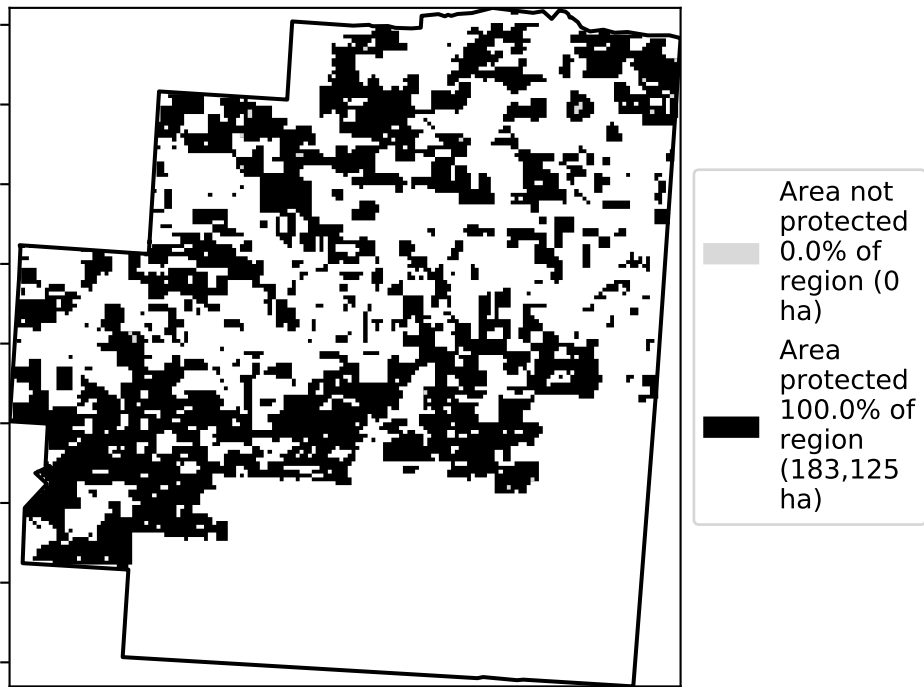 Area not
protected
0.0% of
region (0
ha)
Area
protected
100.0% of
region
(183,125
ha)